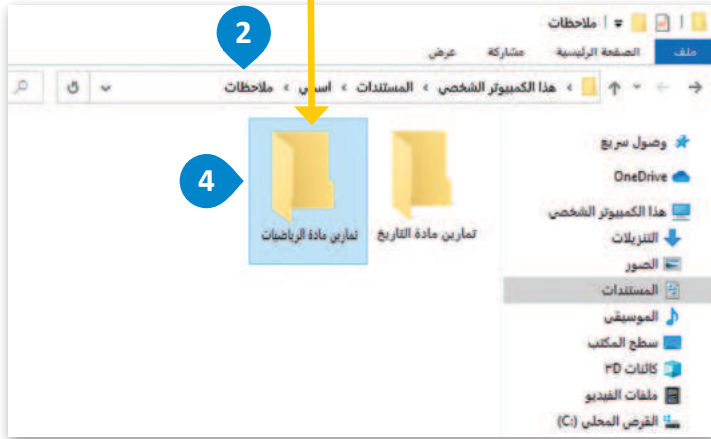 ملاحظات
ملف الصفحة الرئيسية مشاركة عرض
2
هذا الكمبيوتر الشخصي › المستندات › اسمي › ملاحظات
وصول سريع
OneDrive
هذا الكمبيوتر الشخصي
التنزيلات
الصور
المستندات
الموسيقى
سطح المكتب
كائنات ٣D
ملفات الفيديو
القرص المحلي (C:)
4
تمارين مادة التاريخ
تمارين مادة الرياضيات